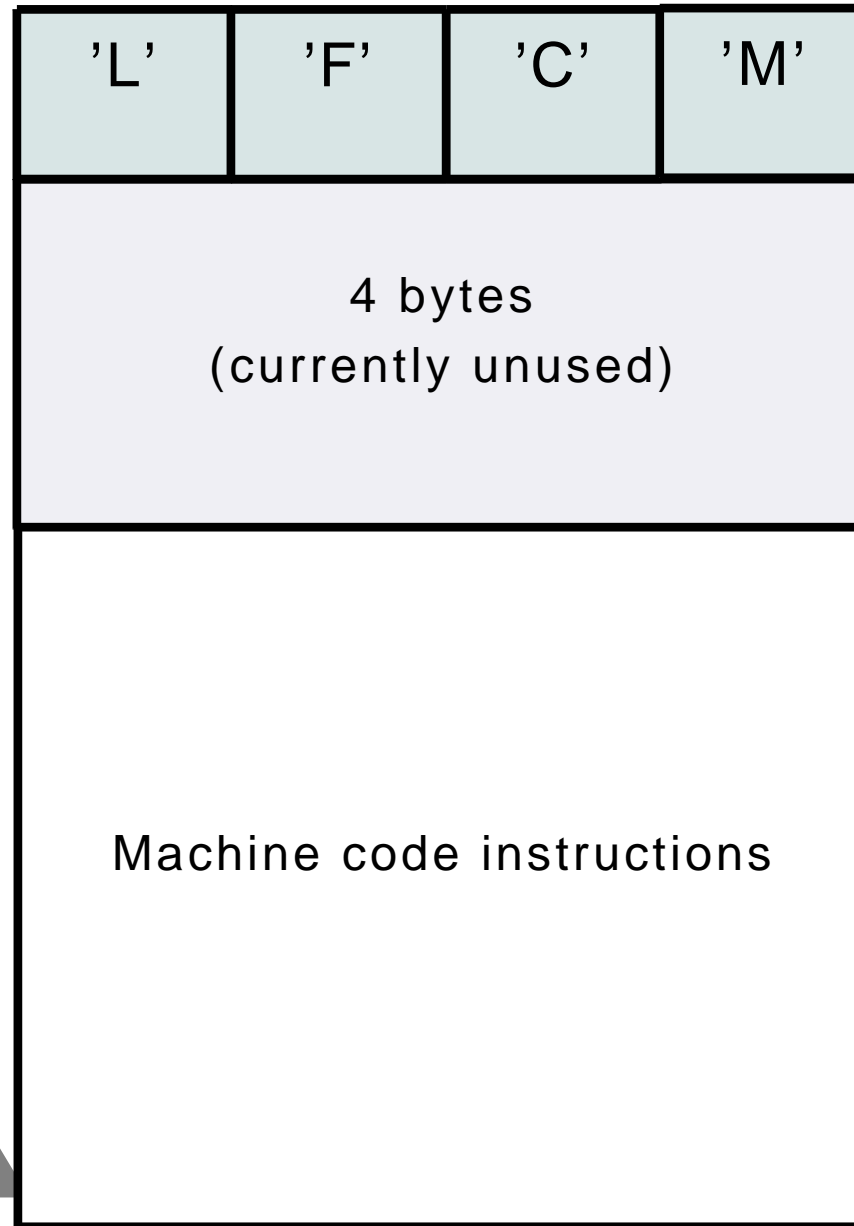 ’L’ ’F’ ’C’ ’M’
4 bytes
(currently unused)
Machine code instructions